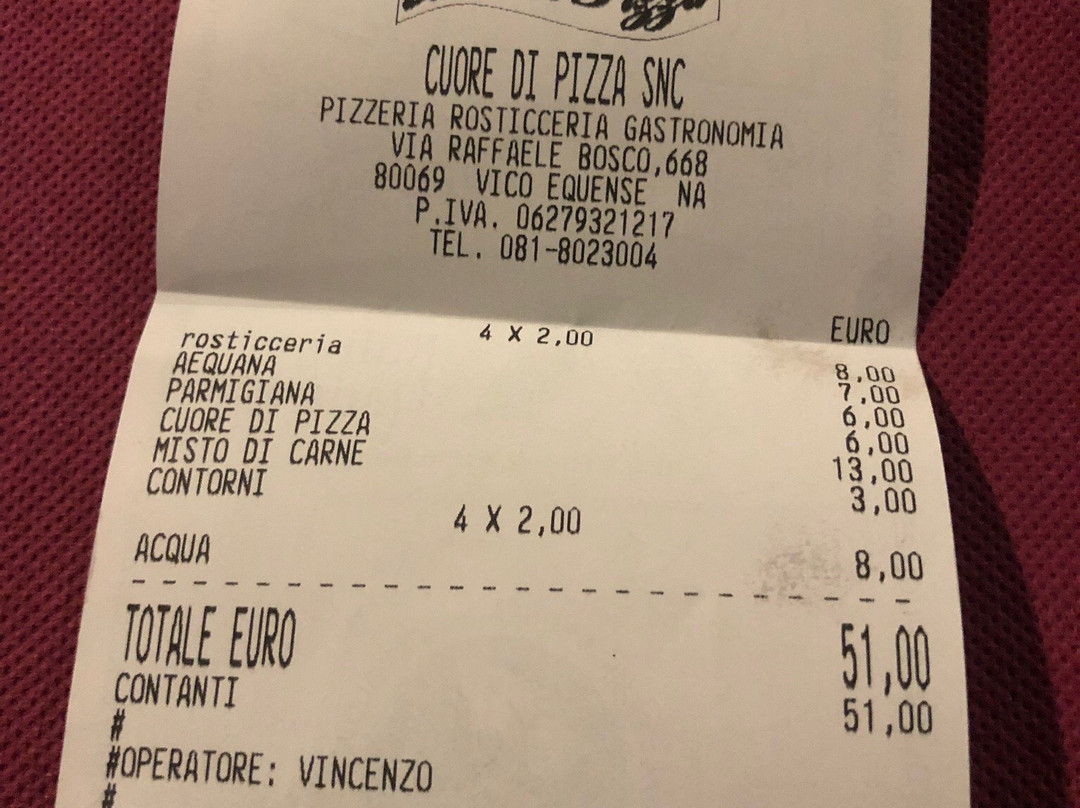 CUORE DI PIZZA SNC
PIZZERIA ROSTICCERIA GASTRONOMIA
VIA RAFFAELE BOSCO,668
80069 VICO EQUENSE NA
P.IVA. 06279321217
TEL. 081-8023004
EURO
4 X 2,00
rosticceria 8,00
AEQUANA 7,00
PARMIGIANA 6,00
CUORE DI PIZZA 6,00
MISTO DI CARNE 13,00
CONTORNI 3,00
4 X 2,00
ACQUA 8,00
TOTALE EURO 51,00
CONTANTI 51,00
#
#OPERATORE: VINCENZO
#